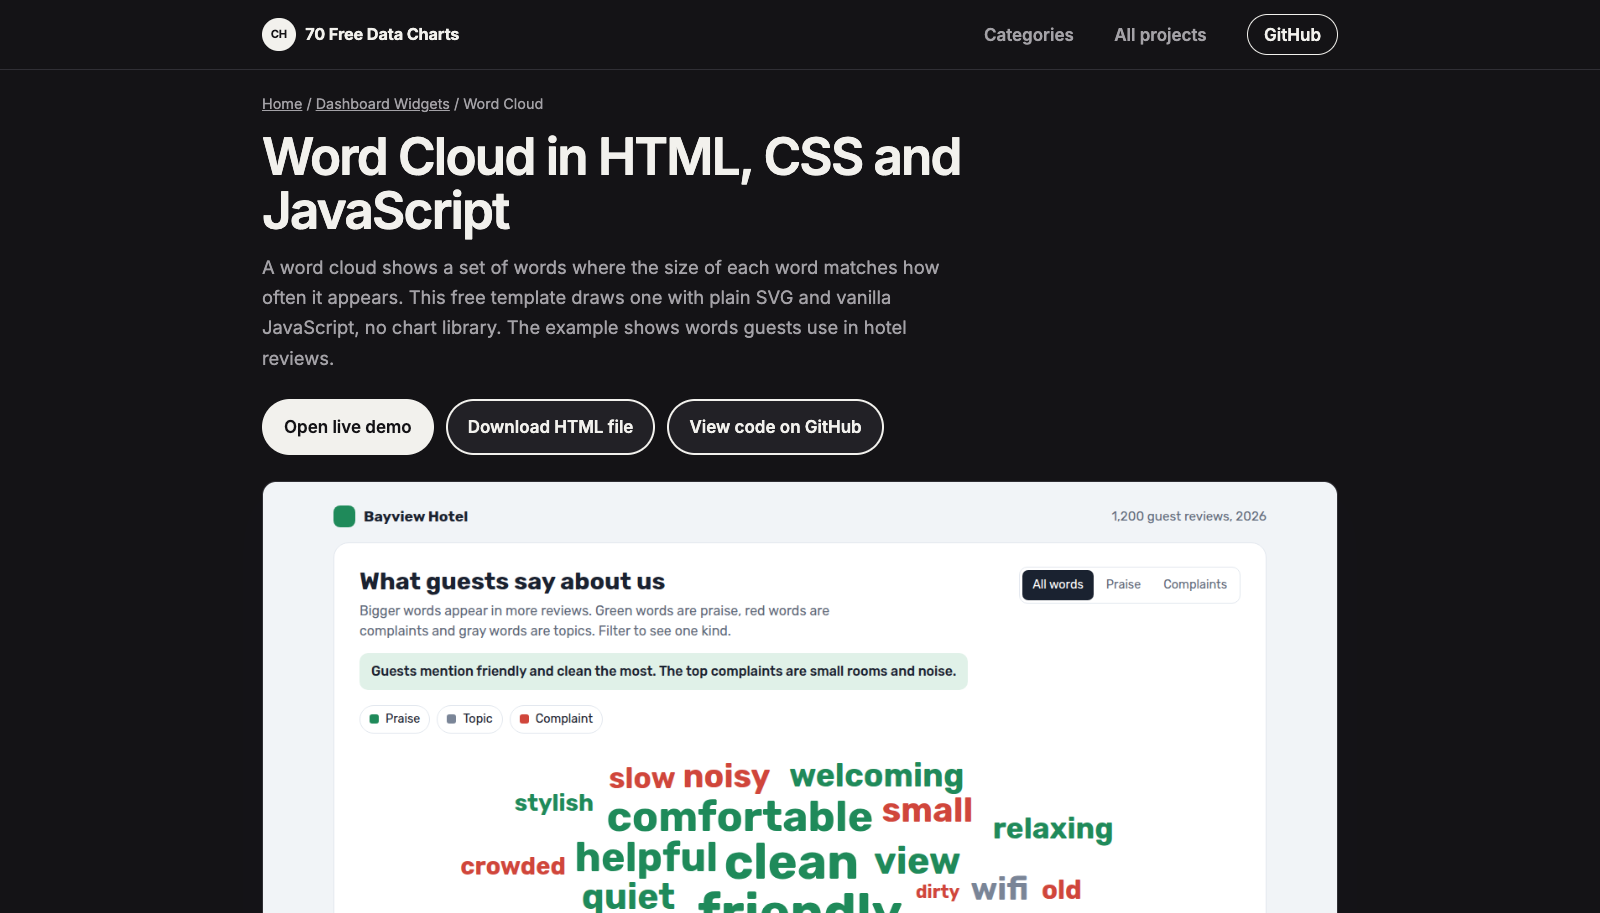 CH 70 Free Data Charts
Categories All projects GitHub
Home / Dashboard Widgets / Word Cloud
Word Cloud in HTML, CSS and
JavaScript
A word cloud shows a set of words where the size of each word matches how
often it appears. This free template draws one with plain SVG and vanilla
JavaScript, no chart library. The example shows words guests use in hotel
reviews.
Open live demo Download HTML file View code on GitHub
Bayview Hotel 1,200 guest reviews, 2026
What guests say about us
All words Praise Complaints
Bigger words appear in more reviews. Green words are praise, red words are
complaints and gray words are topics. Filter to see one kind.
Guests mention friendly and clean the most. The top complaints are small rooms and noise.
Praise Topic Complaint
slow noisy welcoming
stylish comfortable small
relaxing
crowded helpful clean view
quiet friendly dirty wifi old